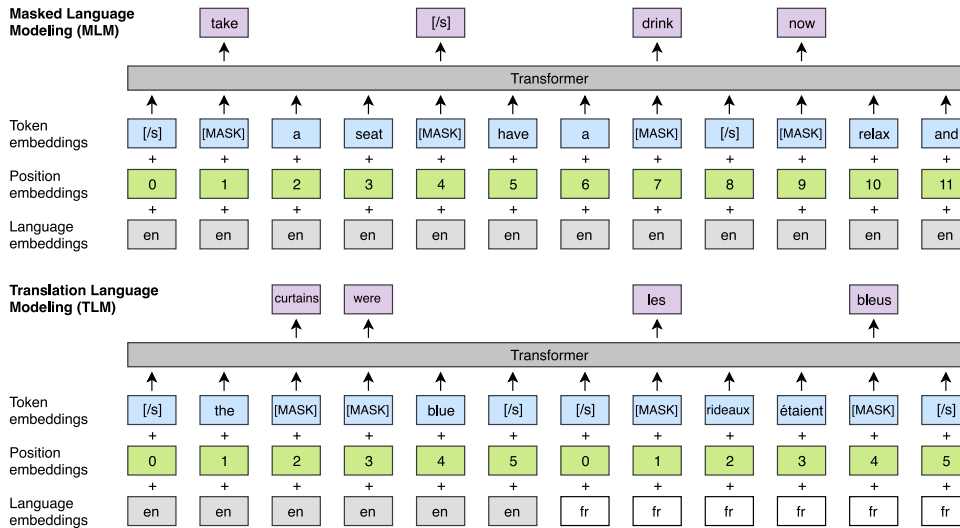 Masked Language
Modeling (MLM)
take [/s] drink now
Transformer
Token
embeddings
[/s] [MASK] a seat [MASK] have a [MASK] [/s] [MASK] relax and
+ + + + + + + + + + + +
Position
embeddings
0 1 2 3 4 5 6 7 8 9 10 11
+ + + + + + + + + + + +
Language
embeddings
en en en en en en en en en en en en
Translation Language
Modeling (TLM)
curtains were les bleus
Transformer
Token
embeddings
[/s] the [MASK] [MASK] blue [/s] [/s] [MASK] rideaux étaient [MASK] [/s]
+ + + + + + + + + + + +
Position
embeddings
0 1 2 3 4 5 0 1 2 3 4 5
+ + + + + + + + + + + +
Language
embeddings
en en en en en en fr fr fr fr fr fr